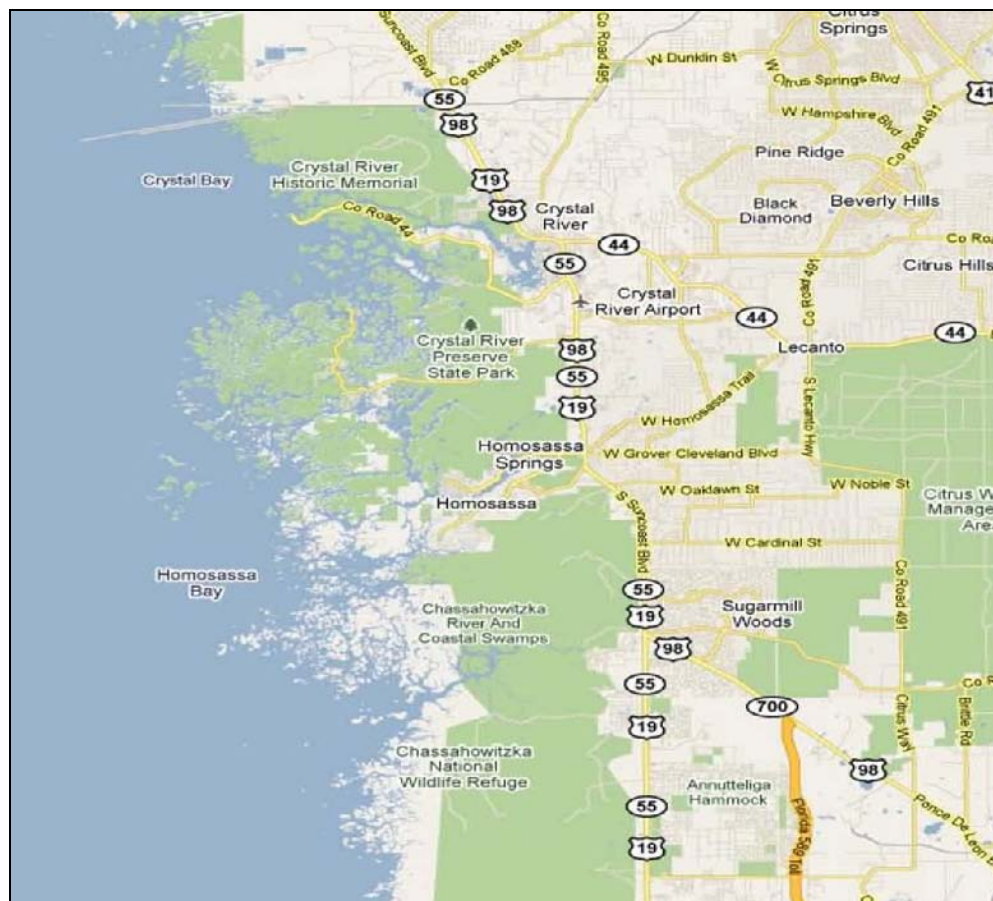 Citrus
Springs
Suncoast Blvd
Co Road 488
Co Road 495
W Dunklin St
W Citrus Springs Blvd
41
55
98
W Hampshire Blvd
Co Road 491
Pine Ridge
Crystal River
Historic Memorial
Crystal Bay
19
98
Black
Diamond
Beverly Hills
Co Road 44
Crystal
River
44
Co Road
55
Citrus Hills
Crystal
River Airport
Co Road 491
44
44
Lecanto
Crystal River
Preserve
State Park
98
55
19
W Homosassa Trail
S Lecanto Hwy
Homosassa
Springs
W Grover Cleveland Blvd
W Oaklawn St
W Noble St
Homosassa
S Suncoast Blvd
Citrus W
Manage
Area
W Cardinal St
Homosassa
Bay
Co Road 491
55
19
Sugarmill
Woods
Chassahowitzka
River And
Coastal Swamps
98
55
Co R
700
Citrus Way
Brittle Rd
19
Chassahowitzka
National
Wildlife Refuge
98
Annutteliga
Hammock
55
Florida 589 Toll
Ponce De Leon B
19